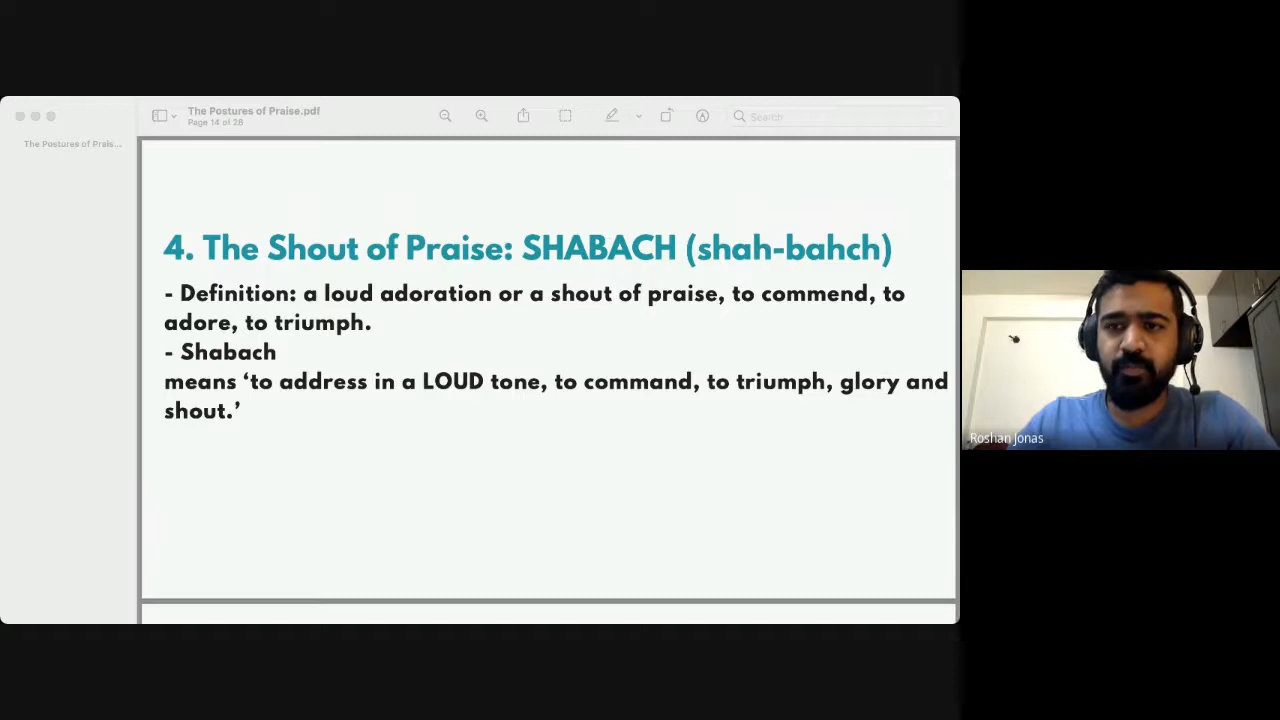 The Postures of Praise.pdf
Page 14 of 28
Search
The Postures of Prais...
4. The Shout of Praise: SHABACH (shah-bahch)
- Definition: a loud adoration or a shout of praise, to commend, to
adore, to triumph.
- Shabach
means ‘to address in a LOUD tone, to command, to triumph, glory and
shout.’
Roshan Jonas